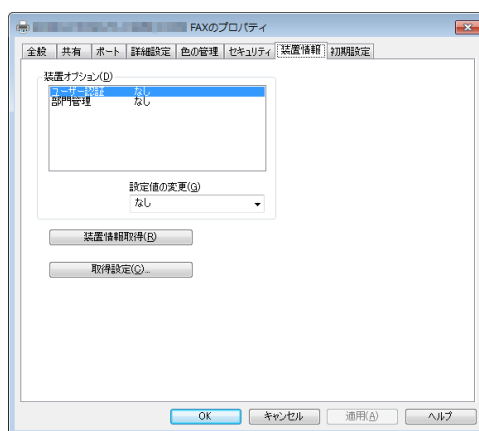 FAXのプロパティ
全般 共有 ポート 詳細設定 色の管理 セキュリティ 装置情報 初期設定
装置オプション(D)
ユーザー認証 なし
部門管理 なし
設定値の変更(G)
なし
装置情報取得(R)
取得設定(C)...
OK キャンセル 適用(A) ヘルプ